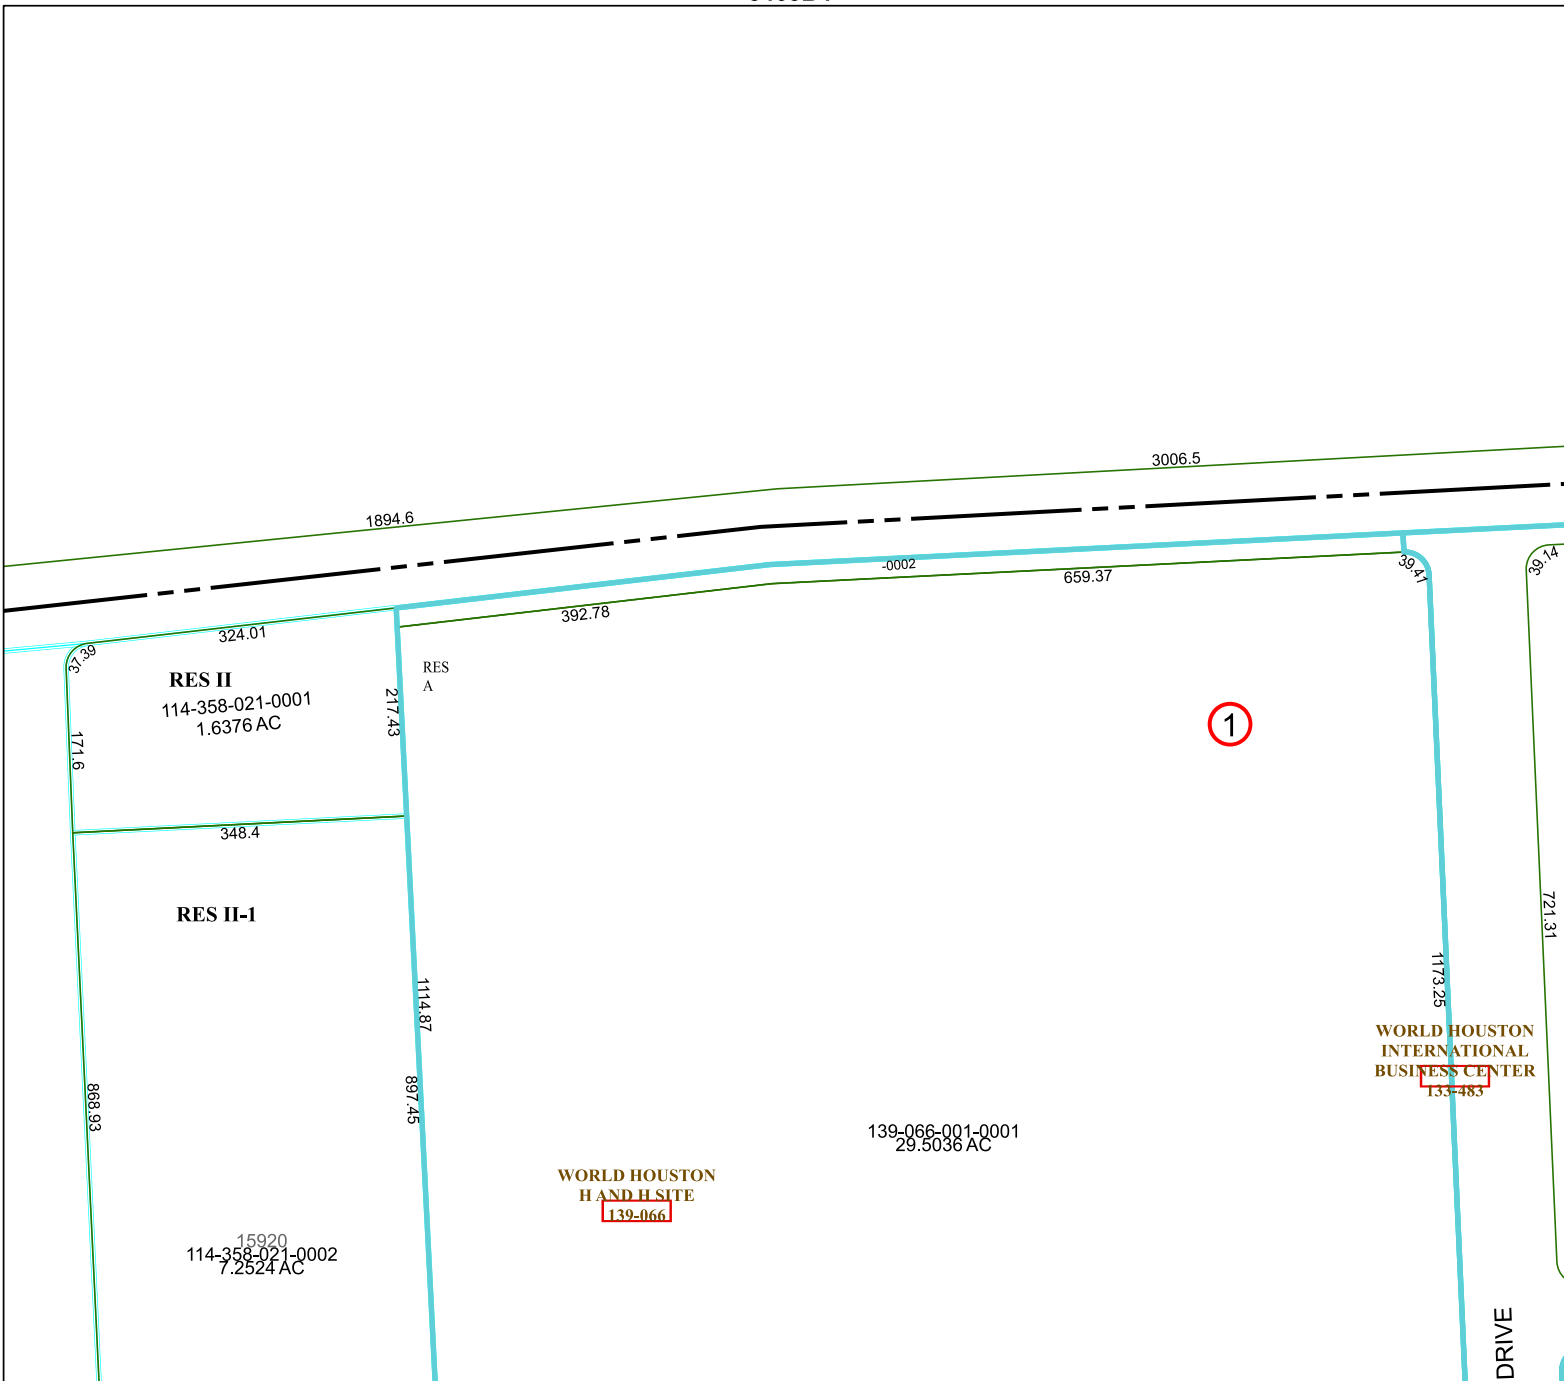 3006.5
1894.6
-0002
659.37
39.41
39.14
392.78
324.01
37.39
RES II
114-358-021-0001
1.6376 AC
RES
A
217.43
171.6
1
348.4
RES II-1
721.31
1114.87
1173.25
WORLD HOUSTON
INTERNATIONAL
BUSINESS CENTER
133-483
868.93
897.45
139-066-001-0001
29.5036 AC
WORLD HOUSTON
H AND H SITE
139-066
15920
114-358-021-0002
7.2524 AC
DRIVE